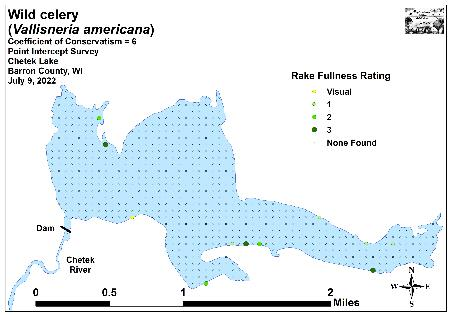 Wild celery
(Vallisneria americana)
Coefficient of Conservatism = 6
Point Intercept Survey
Chetek Lake
Barron County, WI
July 9, 2022
Rake Fullness Rating
Visual
1
2
3
None Found
Dam
Chetek
River
N
W E
S
0 0.5 1 2
Miles